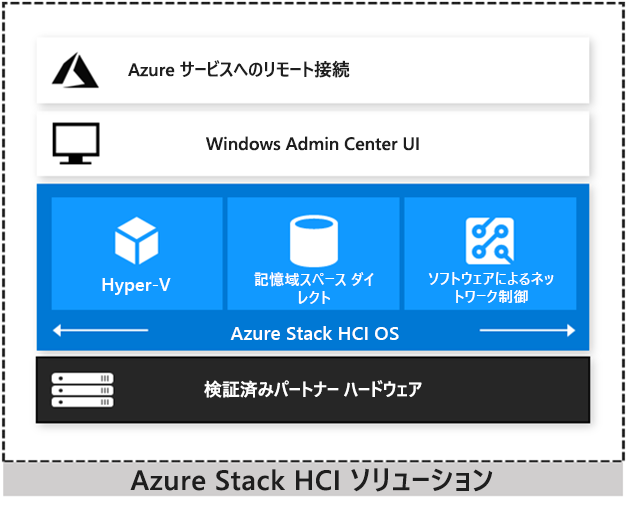 Azure サービスへのリモート接続
Windows Admin Center UI
Hyper-V
記憶域スペース ダイ
レクト
ソフトウェアによるネッ
トワーク制御
Azure Stack HCI OS
検証済みパートナー ハードウェア
Azure Stack HCI ソリューション